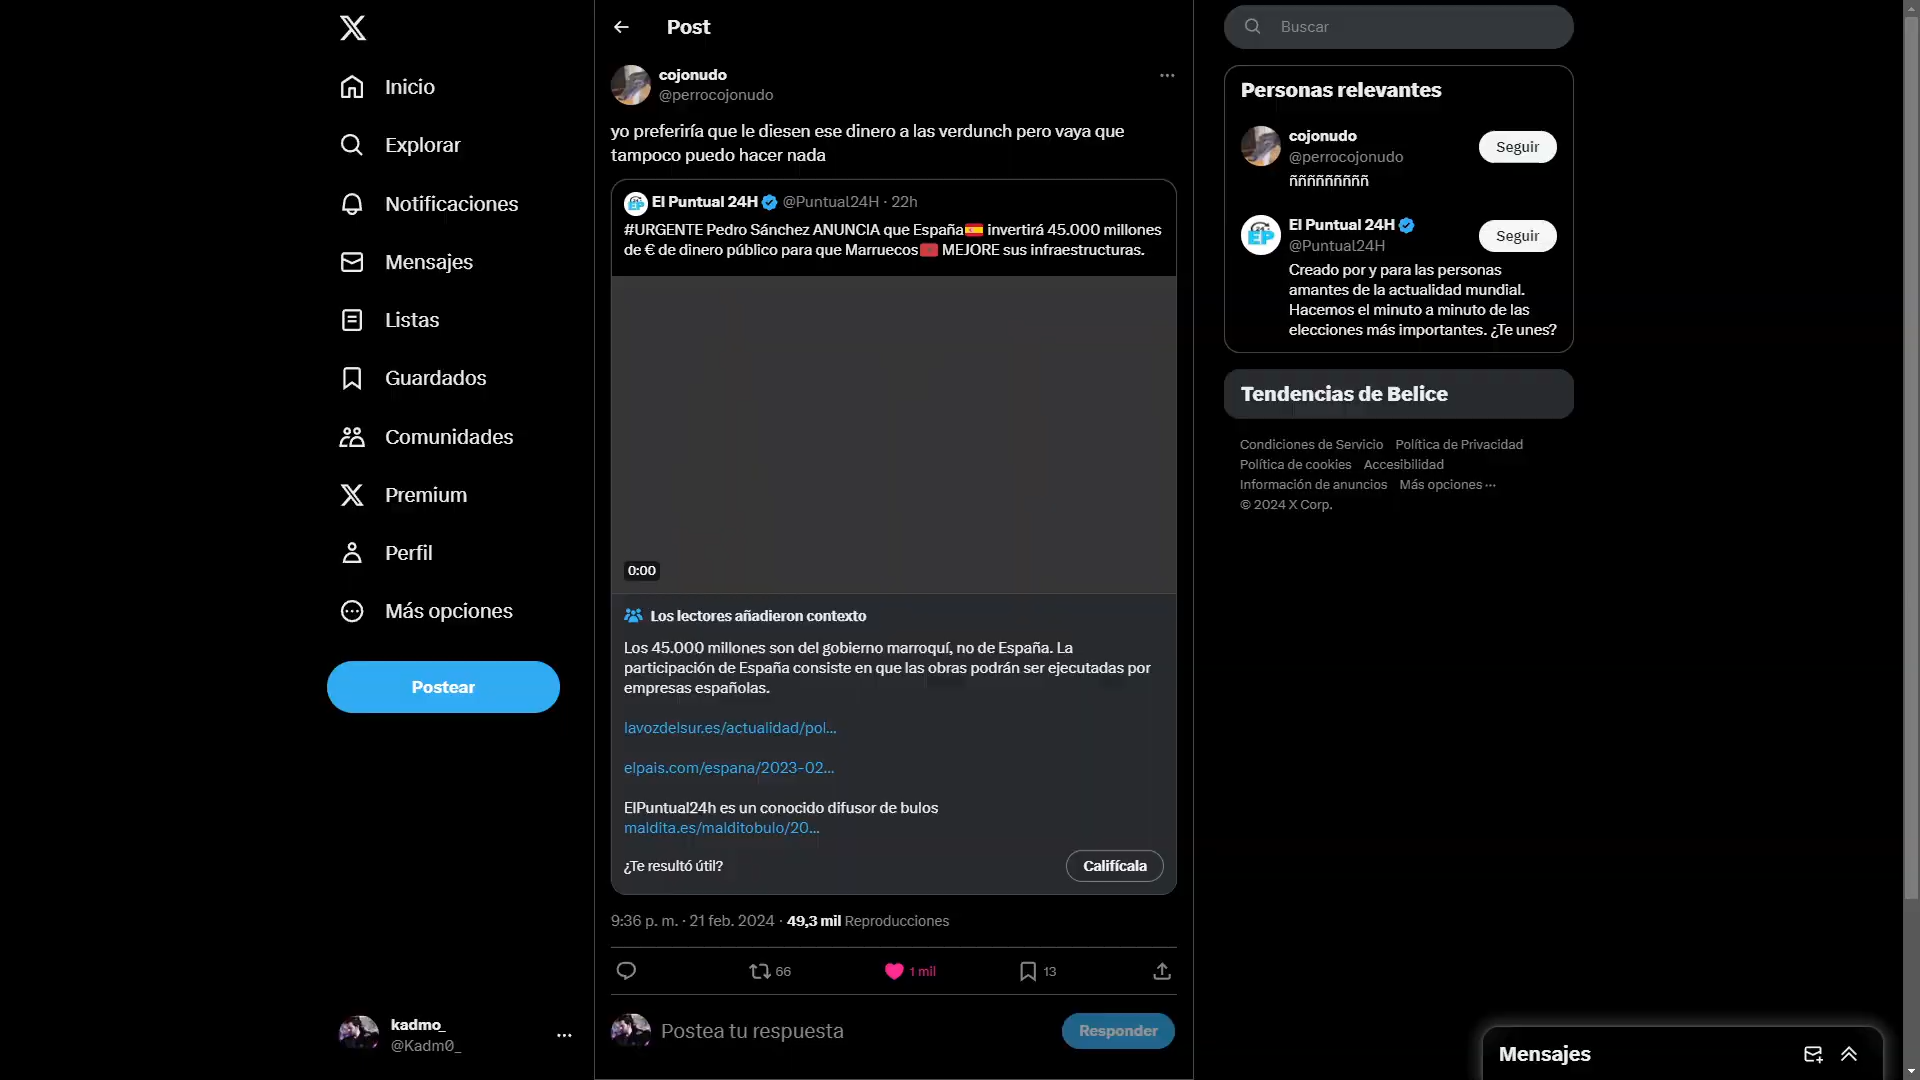 Inicio
Explorar
Notificaciones
Mensajes
Listas
Guardados
Comunidades
Premium
Perfil
Más opciones
Postear
kadmo_
@Kadm0_
Post
cojonudo
@perrocojonudo
yo preferiría que le diesen ese dinero a las verdunch pero vaya que
tampoco puedo hacer nada
El Puntual 24H @Puntual24H · 22h
#URGENTE Pedro Sánchez ANUNCIA que España🇪🇸 invertirá 45.000 millones
de € de dinero público para que Marruecos🇲🇦 MEJORE sus infraestructuras.
0:00
Los lectores añadieron contexto
Los 45.000 millones son del gobierno marroquí, no de España. La
participación de España consiste en que las obras podrán ser ejecutadas por
empresas españolas.
lavozdelsur.es/actualidad/pol…
elpais.com/espana/2023-02…
ElPuntual24h es un conocido difusor de bulos
maldita.es/malditobulo/20…
¿Te resultó útil?
Califícala
9:36 p. m. · 21 feb. 2024 · 49,3 mil Reproducciones
66
1 mil
13
Postea tu respuesta
Responder
Buscar
Personas relevantes
cojonudo
@perrocojonudo
Seguir
ñññññññññ
El Puntual 24H
@Puntual24H
Seguir
EP
Creado por y para las personas
amantes de la actualidad mundial.
Hacemos el minuto a minuto de las
elecciones más importantes. ¿Te unes?
Tendencias de Belice
Condiciones de Servicio Política de Privacidad
Política de cookies Accesibilidad
Información de anuncios Más opciones ···
© 2024 X Corp.
Mensajes